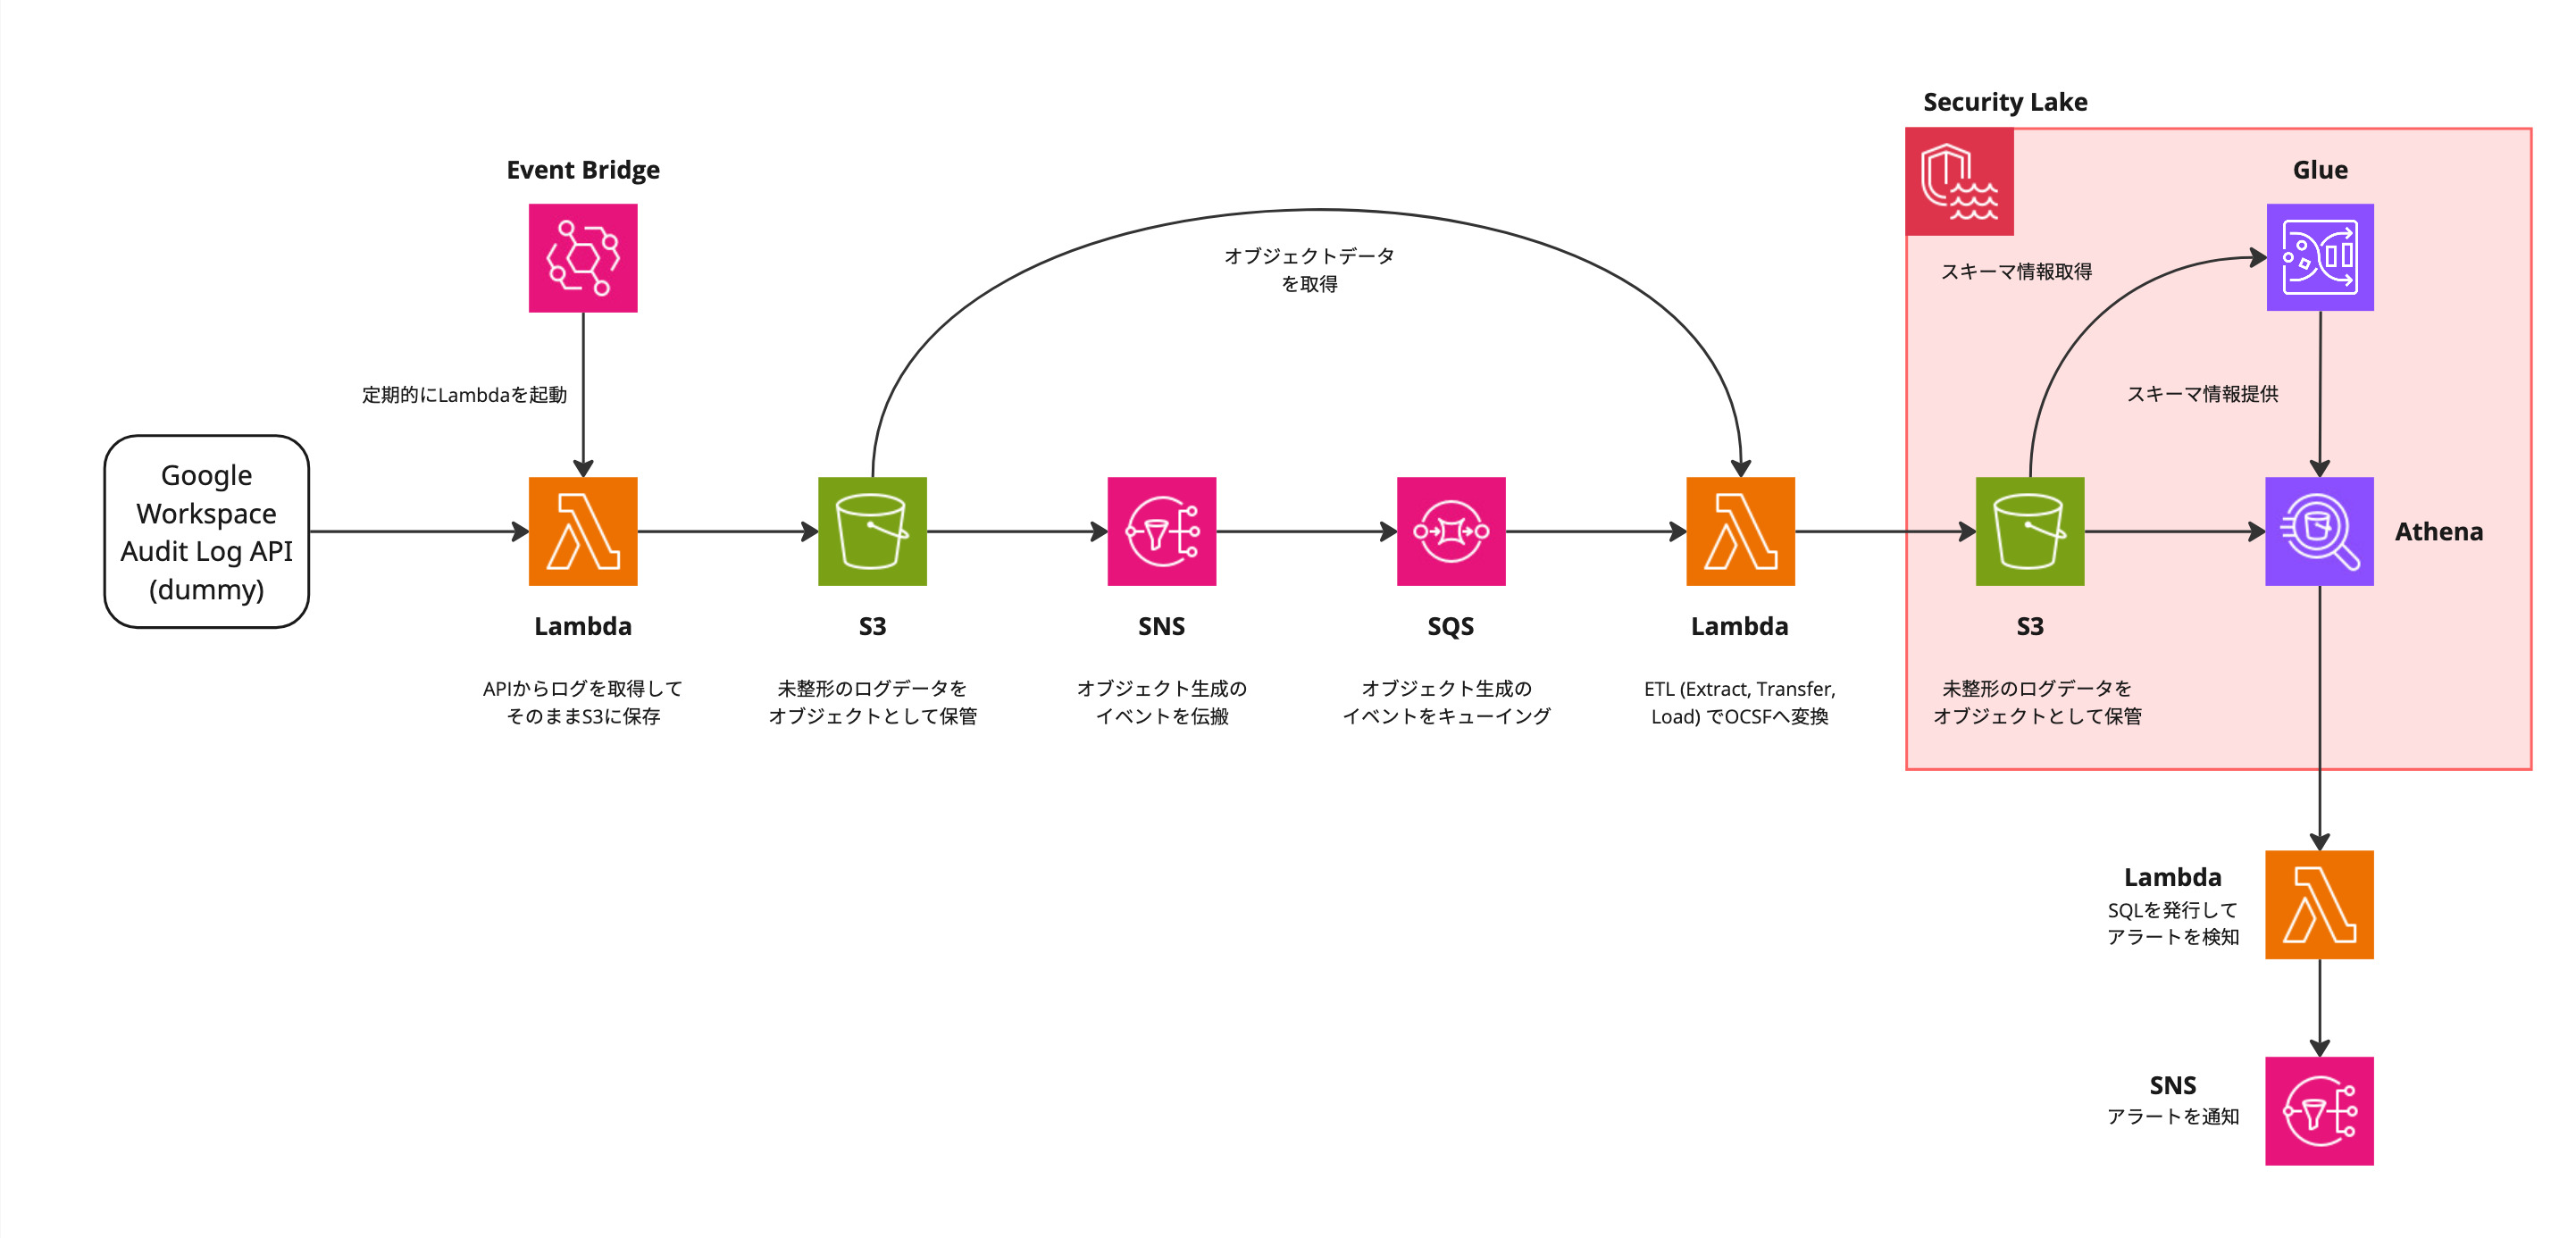 Security Lake
Event Bridge
Glue
オブジェクトデータ
を取得
スキーマ情報取得
定期的にLambdaを起動
スキーマ情報提供
Google
Workspace
Audit Log API
(dummy)
Athena
Lambda
APIからログを取得して
そのままS3に保存
S3
未整形のログデータを
オブジェクトとして保管
SNS
オブジェクト生成の
イベントを伝搬
SQS
オブジェクト生成の
イベントをキューイング
Lambda
ETL (Extract, Transfer,
Load) でOCSFへ変換
S3
未整形のログデータを
オブジェクトとして保管
Lambda
SQLを発行して
アラートを検知
SNS
アラートを通知